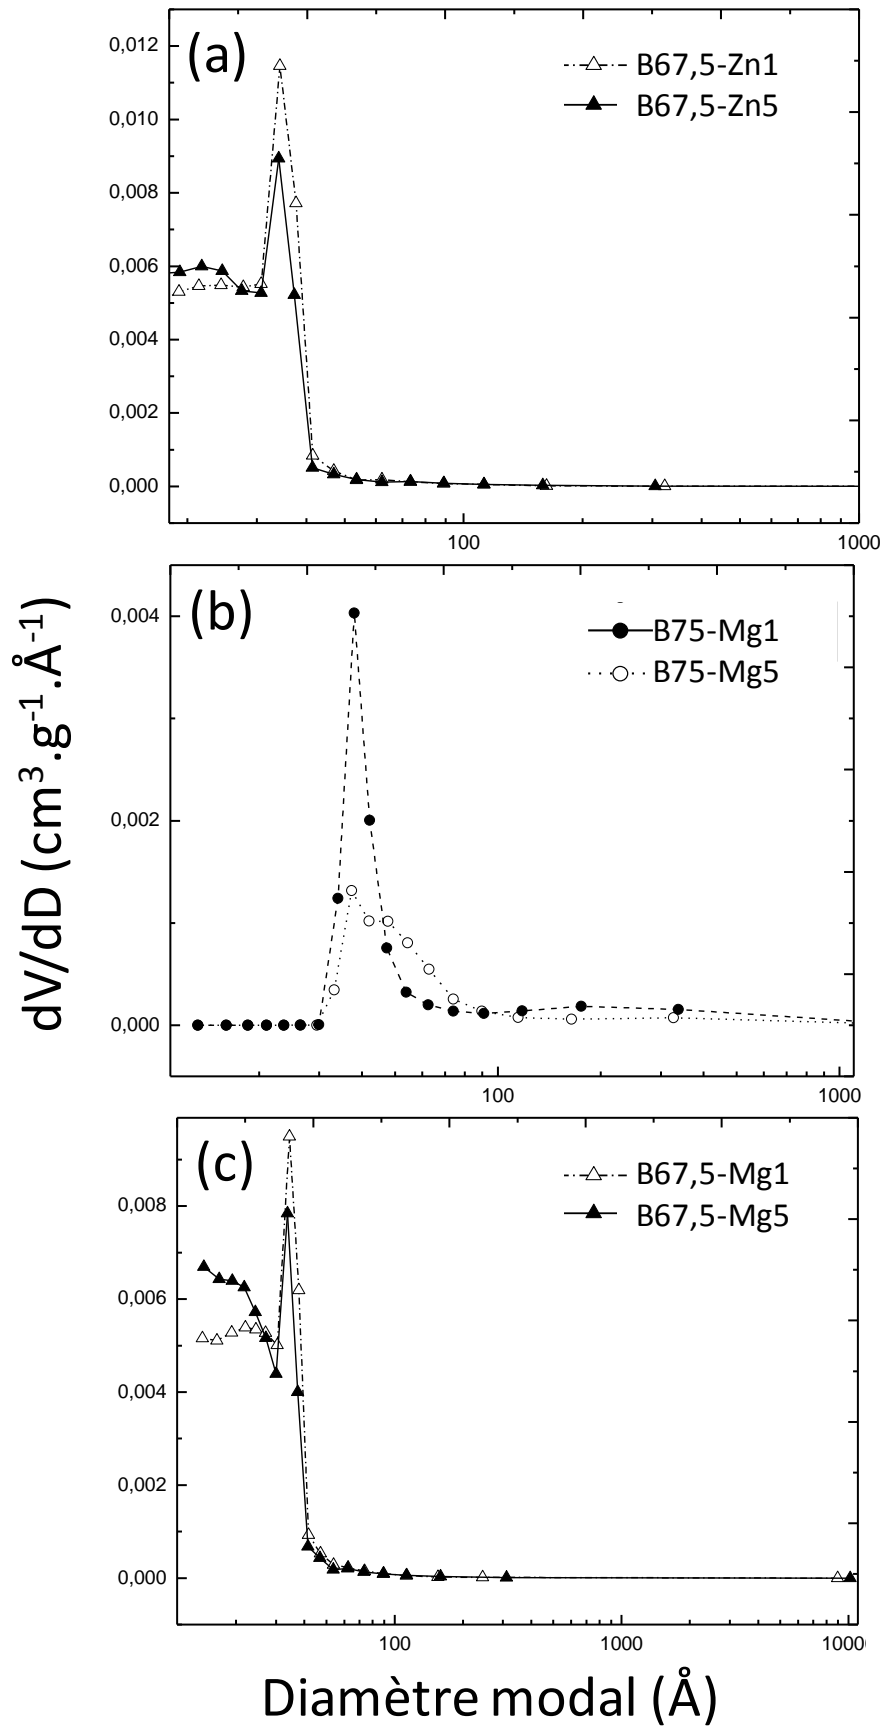 (a)
B67,5-Zn1
B67,5-Zn5
0,012
0,010
0,008
0,006
0,004
0,002
0,000
100
1000
dV/dD (cm³.g⁻¹.Å⁻¹)
(b)
B75-Mg1
B75-Mg5
0,004
0,002
0,000
100
1000
(c)
B67,5-Mg1
B67,5-Mg5
0,008
0,006
0,004
0,002
0,000
100
1000
1000
Diamètre modal (Å)